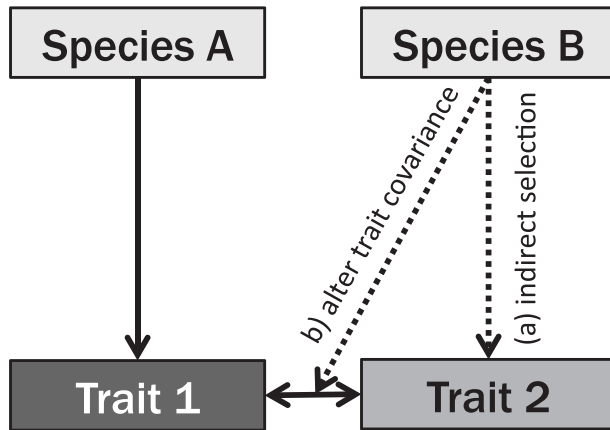 Species A
Species B
b) alter trait covariance
(a) indirect selection
Trait 1
Trait 2